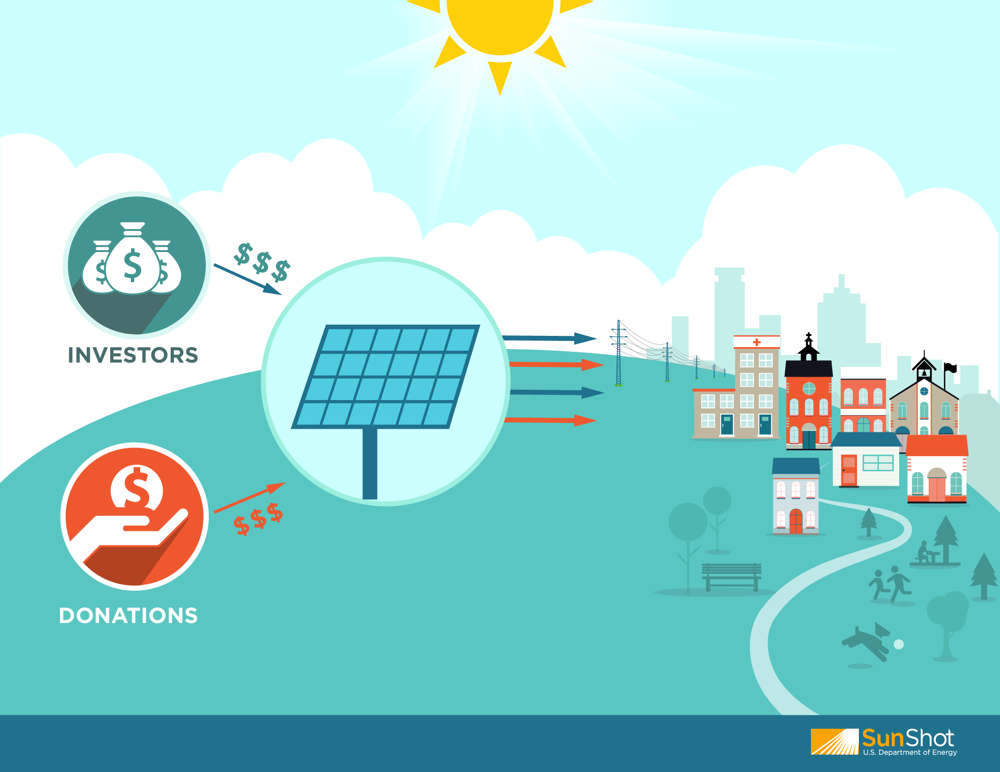 $
$
$
$$$
INVESTORS
$
$$$
DONATIONS
SunShot
U.S. Department of Energy